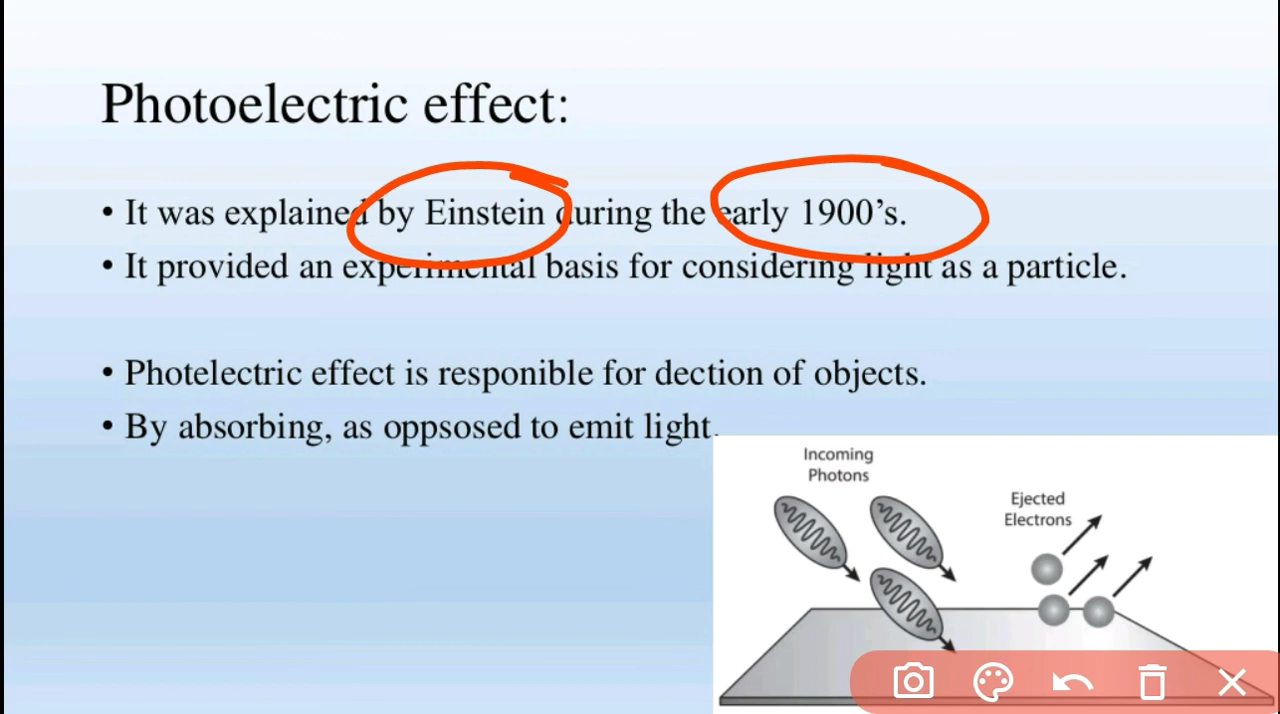 Photoelectric effect:
• It was explained by Einstein during the early 1900’s.
• It provided an experimental basis for considering light as a particle.
• Photelectric effect is responible for dection of objects.
• By absorbing, as oppsosed to emit light.
Incoming
Photons
Ejected
Electrons